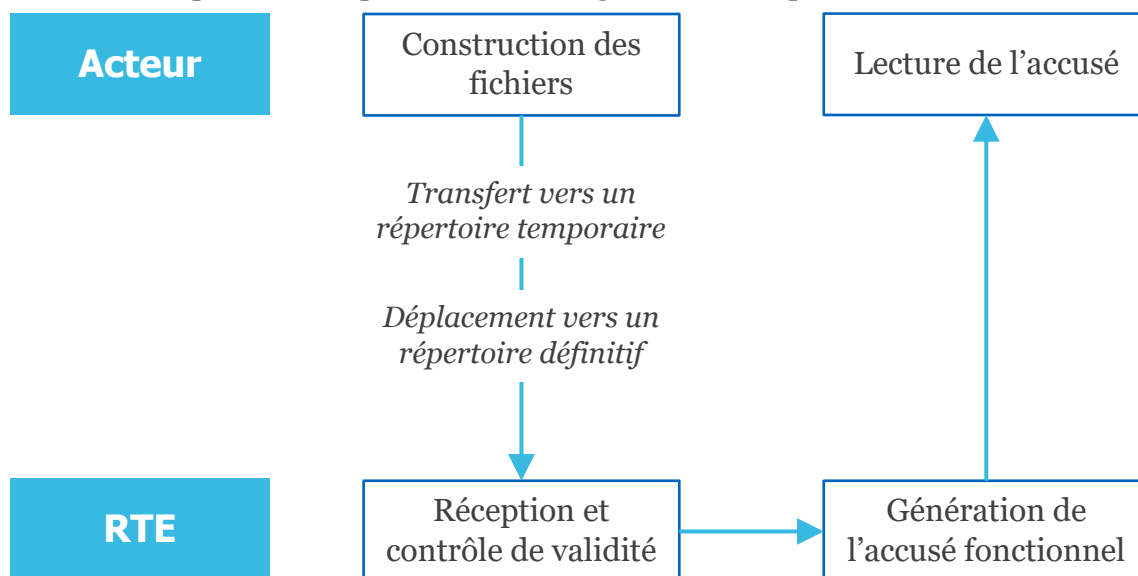 Acteur
Construction des
fichiers
Lecture de l’accusé
Transfert vers un
répertoire temporaire
Déplacement vers un
répertoire définitif
RTE
Réception et
contrôle de validité
Génération de
l’accusé fonctionnel